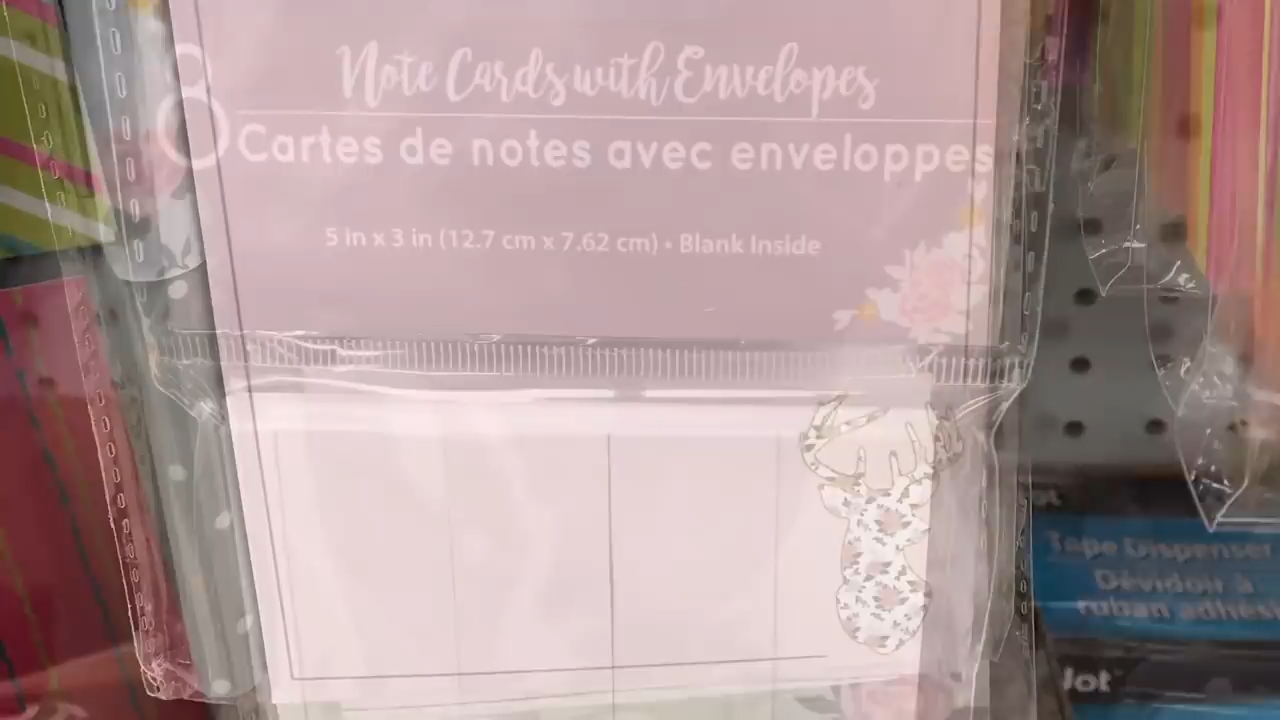 8
Note Cards with Envelopes
Cartes de notes avec enveloppes
5 in x 3 in (12.7 cm x 7.62 cm) • Blank Inside
Tape Dispenser
Dévidoir à
ruban adhési
Jot